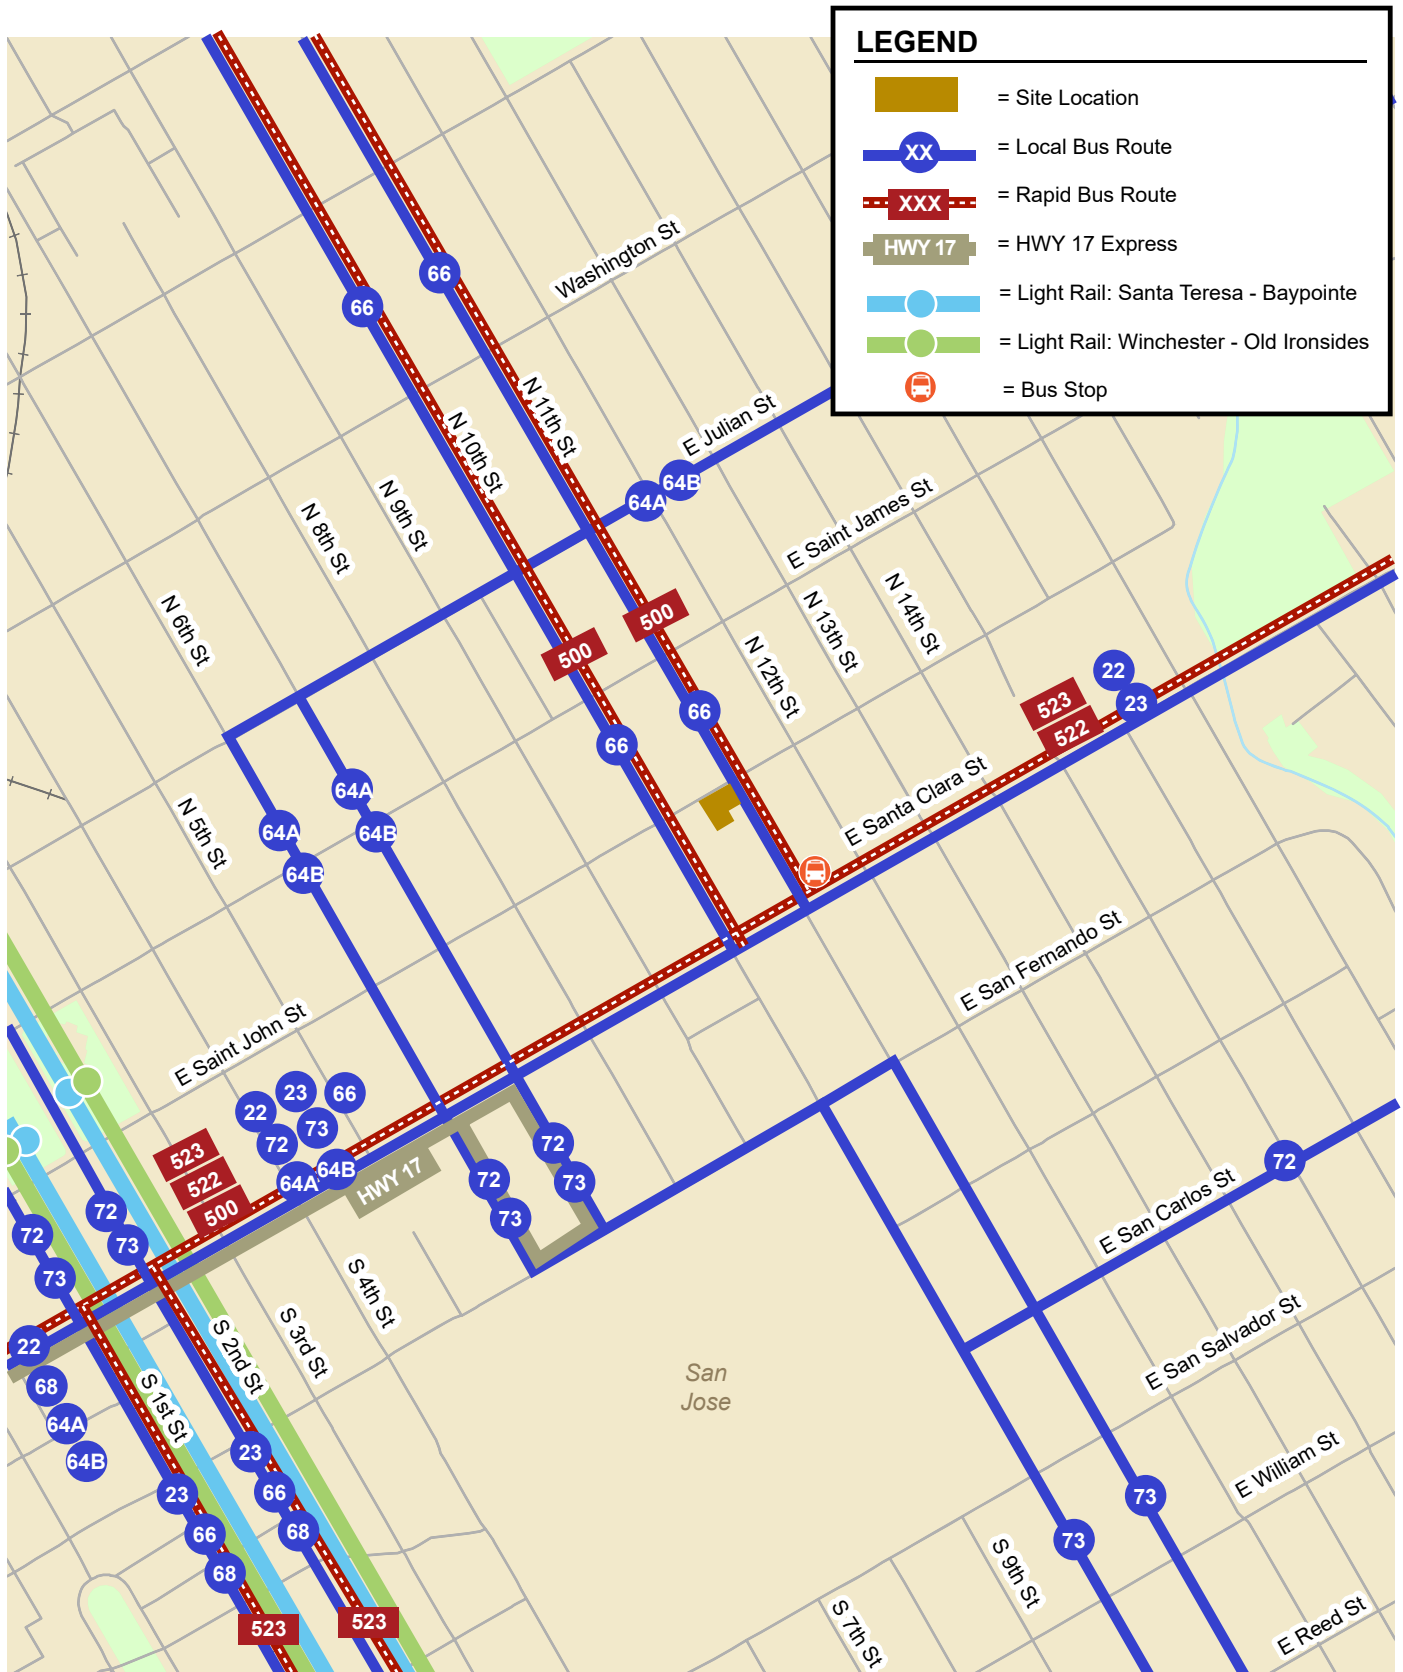 LEGEND
= Site Location
XX
= Local Bus Route
XXX
= Rapid Bus Route
HWY 17
= HWY 17 Express
= Light Rail: Santa Teresa - Baypointe
= Light Rail: Winchester - Old Ironsides
= Bus Stop
Washington St
66
66
N 11th St
E Julian St
N 10th St
64B
64A
N 9th St
N 8th St
E Saint James St
N 6th St
N 14th St
N 13th St
500
500
N 12th St
66
66
22
23
523
522
N 5th St
64A
64A
64B
64B
E Santa Clara St
E San Fernando St
E Saint John St
23
66
22
73
72
523
522
500
64B
64A
HWY 17
72
73
72
73
72
73
72
73
72
E San Carlos St
S 4th St
S 3rd St
S 2nd St
S 1st St
22
68
64A
64B
San
Jose
E San Salvador St
E William St
23
66
68
23
66
68
73
73
S 9th St
S 7th St
E Reed St
523
523